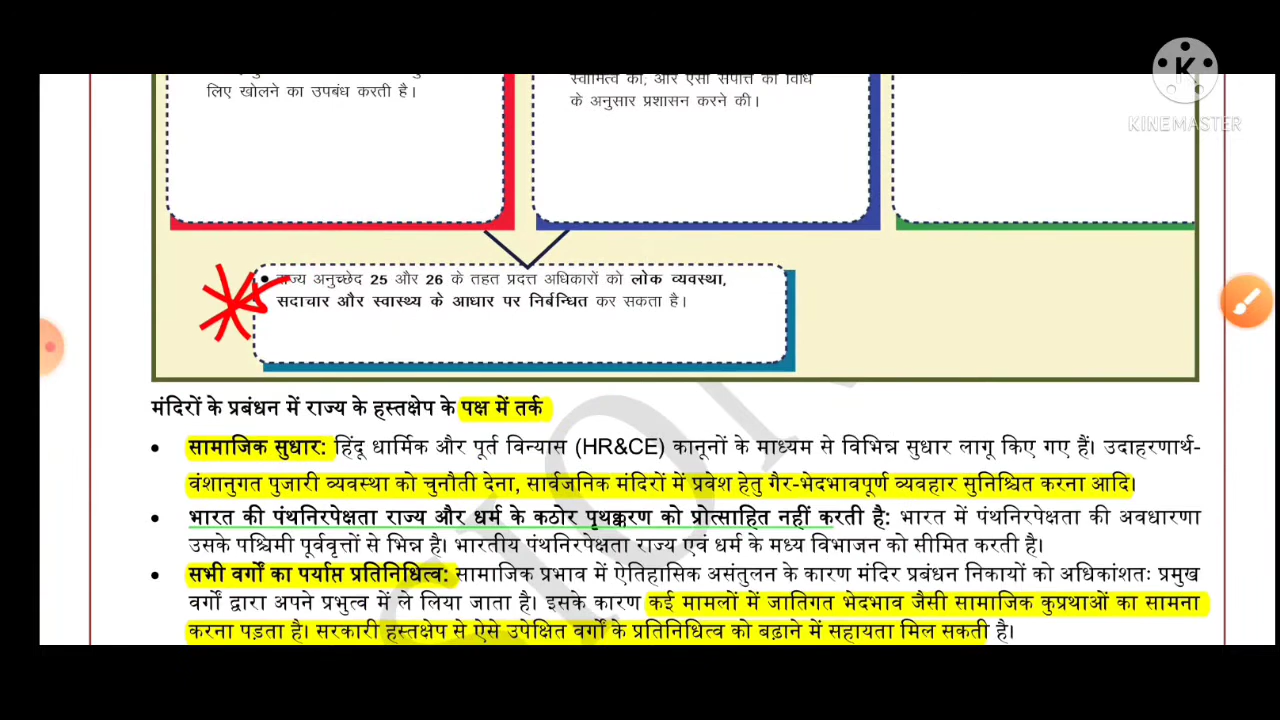 लिए खोलने का उपबंध करती है।
स्वामित्व की; और ऐसी संपत्ति का विधि
के अनुसार प्रशासन करने की।
KINEMASTER
राज्य अनुच्छेद 25 और 26 के तहत प्रदत्त अधिकारों को लोक व्यवस्था,
सदाचार और स्वास्थ्य के आधार पर निर्बन्धित कर सकता है।
मंदिरों के प्रबंधन में राज्य के हस्तक्षेप के पक्ष में तर्क
• सामाजिक सुधार: हिंदू धार्मिक और पूर्त विन्यास (HR&CE) कानूनों के माध्यम से विभिन्न सुधार लागू किए गए हैं। उदाहरणार्थ-
वंशानुगत पुजारी व्यवस्था को चुनौती देना, सार्वजनिक मंदिरों में प्रवेश हेतु गैर-भेदभावपूर्ण व्यवहार सुनिश्चित करना आदि।
• भारत की पंथनिरपेक्षता राज्य और धर्म के कठोर पृथक्करण को प्रोत्साहित नहीं करती है: भारत में पंथनिरपेक्षता की अवधारणा
उसके पश्चिमी पूर्ववृत्तों से भिन्न है। भारतीय पंथनिरपेक्षता राज्य एवं धर्म के मध्य विभाजन को सीमित करती है।
• सभी वर्गों का पर्याप्त प्रतिनिधित्व: सामाजिक प्रभाव में ऐतिहासिक असंतुलन के कारण मंदिर प्रबंधन निकायों को अधिकांशतः प्रमुख
वर्गों द्वारा अपने प्रभुत्व में ले लिया जाता है। इसके कारण कई मामलों में जातिगत भेदभाव जैसी सामाजिक कुप्रथाओं का सामना
करना पड़ता है। सरकारी हस्तक्षेप से ऐसे उपेक्षित वर्गों के प्रतिनिधित्व को बढ़ाने में सहायता मिल सकती है।